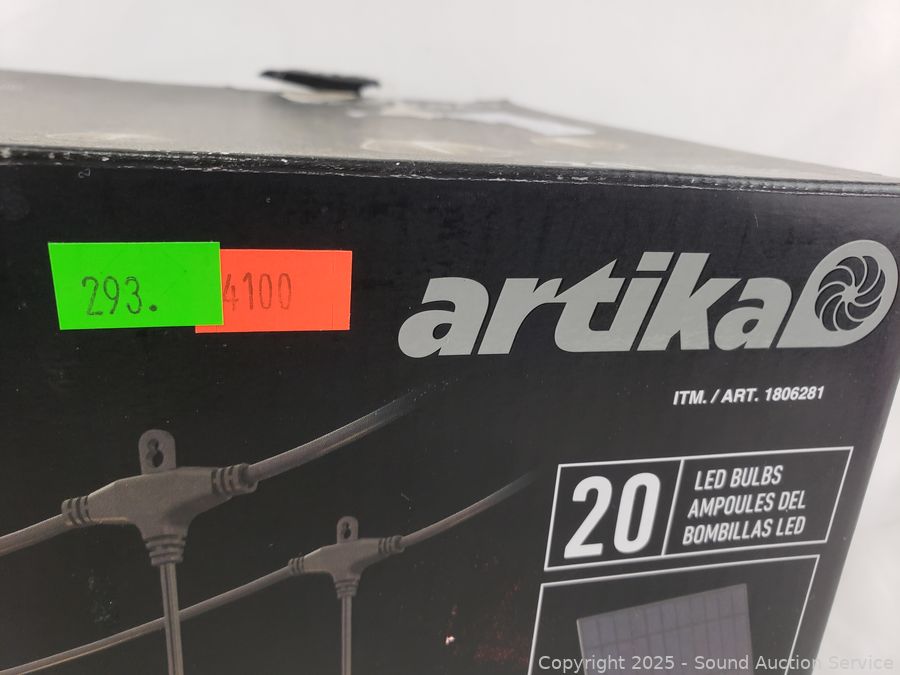 293.
4100
artika
ITM. / ART. 1806281
20
LED BULBS
AMPOULES DEL
BOMBILLAS LED
Copyright © 2025 - Sound Auction Service